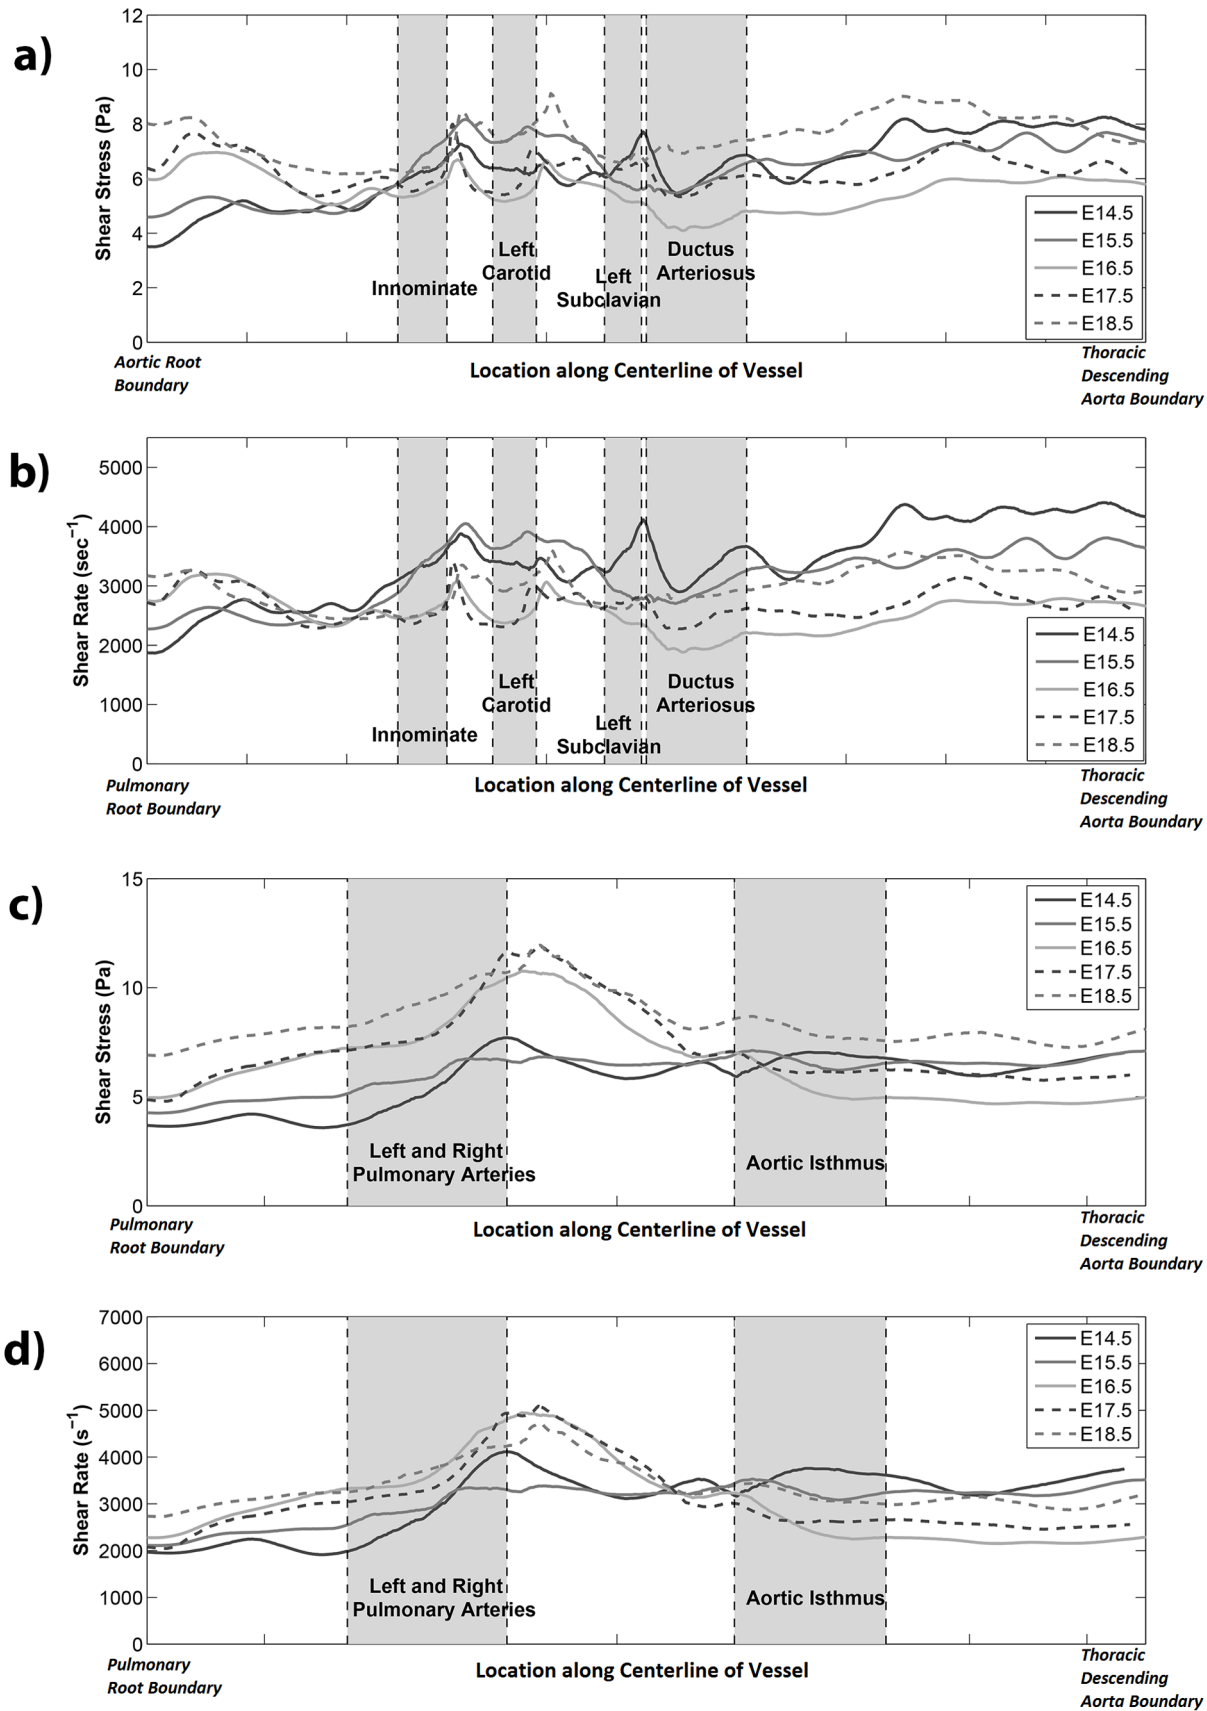 a)
12
10
8
6
4
2
0
Shear Stress (Pa)
Innominate
Left
Carotid
Left
Subclavian
Ductus
Arteriosus
E14.5
E15.5
E16.5
E17.5
E18.5
Aortic Root
Boundary
Location along Centerline of Vessel
Thoracic
Descending
Aorta Boundary
b)
5000
4000
3000
2000
1000
0
Shear Rate (sec⁻¹)
Innominate
Left
Carotid
Left
Subclavian
Ductus
Arteriosus
E14.5
E15.5
E16.5
E17.5
E18.5
Pulmonary
Root Boundary
Location along Centerline of Vessel
Thoracic
Descending
Aorta Boundary
c)
15
10
5
0
Shear Stress (Pa)
Left and Right
Pulmonary Arteries
Aortic Isthmus
E14.5
E15.5
E16.5
E17.5
E18.5
Pulmonary
Root Boundary
Location along Centerline of Vessel
Thoracic
Descending
Aorta Boundary
d)
7000
6000
5000
4000
3000
2000
1000
0
Shear Rate (s⁻¹)
Left and Right
Pulmonary Arteries
Aortic Isthmus
E14.5
E15.5
E16.5
E17.5
E18.5
Pulmonary
Root Boundary
Location along Centerline of Vessel
Thoracic
Descending
Aorta Boundary